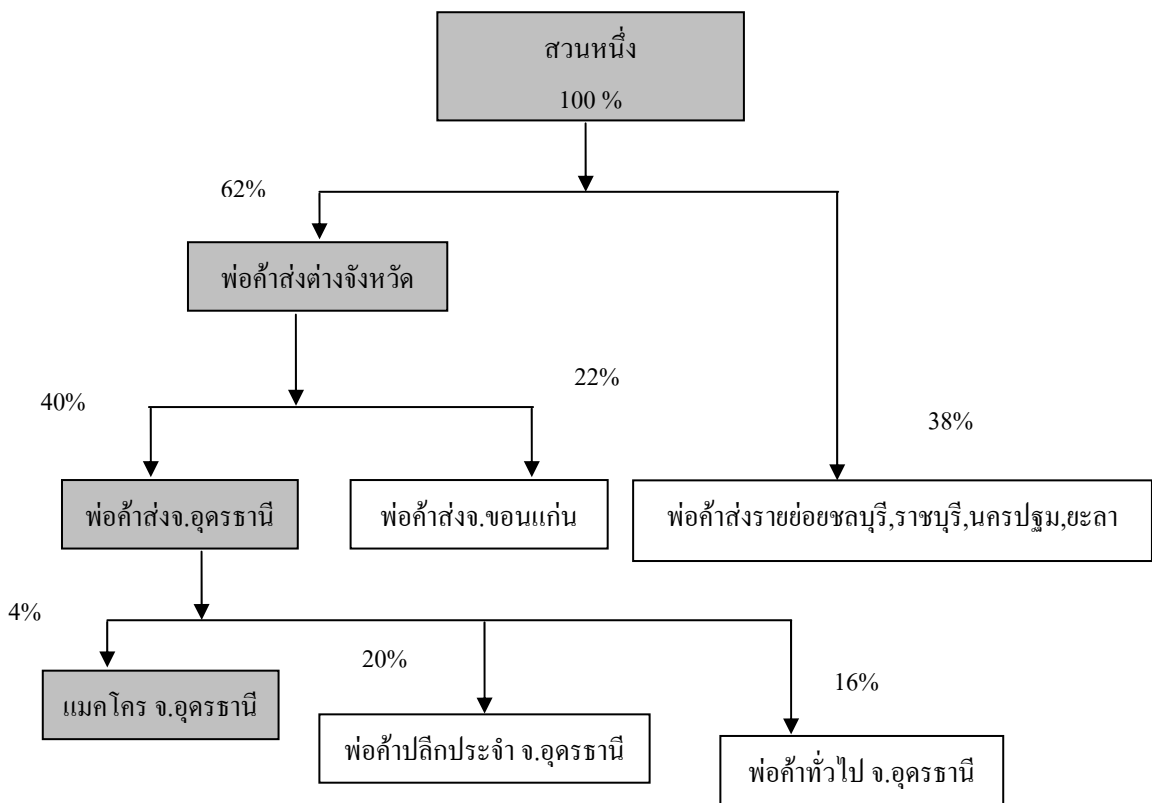 สวนหนึ่ง
100 %
62%
พ่อค้าส่งต่างจังหวัด
22%
40%
38%
พ่อค้าส่งจ.อุดรธานี
พ่อค้าส่งจ.ขอนแก่น
พ่อค้าส่งรายย่อยชลบุรี,ราชบุรี,นครปฐม,ยะลา
4%
20%
16%
แมคโคร จ.อุดรธานี
พ่อค้าปลีกประจำ จ.อุดรธานี
พ่อค้าทั่วไป จ.อุดรธานี